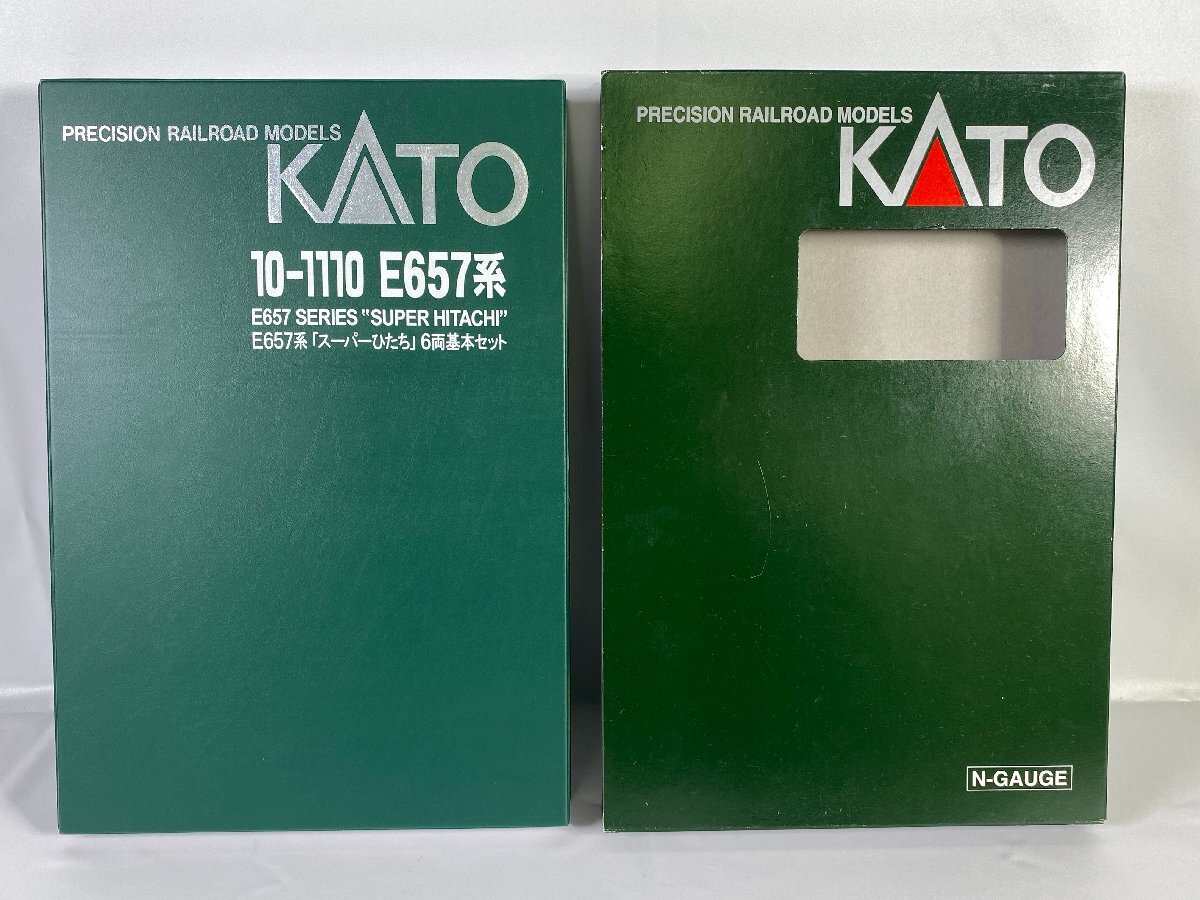 PRECISION RAILROAD MODELS
KATO
10-1110 E657系
E657 SERIES "SUPER HITACHI"
E657系「スーパーひたち」6両基本セット
PRECISION RAILROAD MODELS
KATO
N-GAUGE